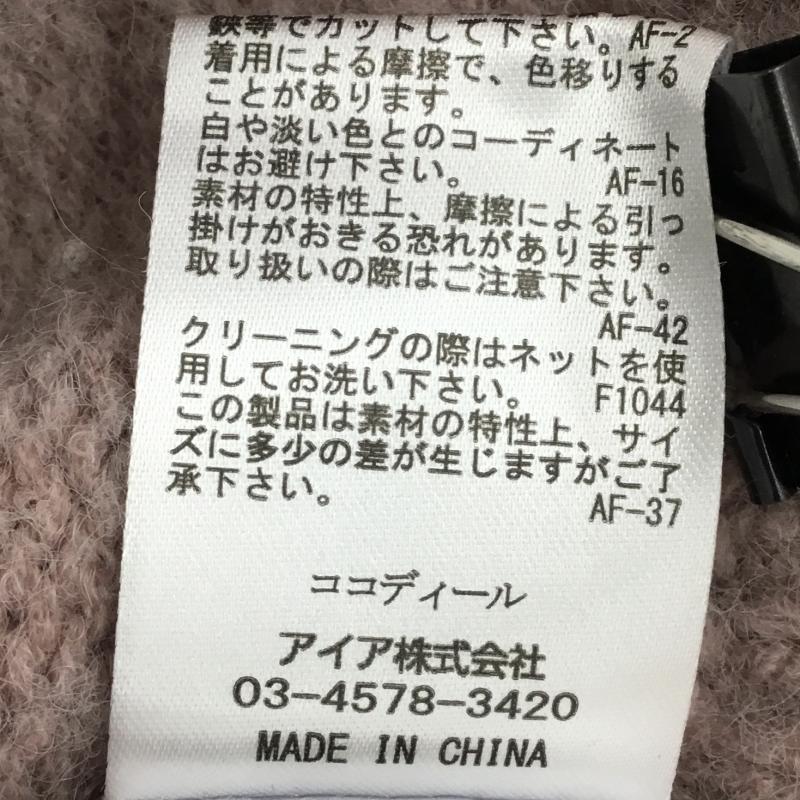 鋏等でカットして下さい。AF-2
着用による摩擦で、色移りする
ことがあります。
白や淡い色とのコーディネート
はお避け下さい。 AF-16
素材の特性上、摩擦による引っ
掛けがおきる恐れがあります。
取り扱いの際はご注意下さい。
AF-42
クリーニングの際はネットを使
用してお洗い下さい。 F1044
この製品は素材の特性上、サイ
ズに多少の差が生じますがご了
承下さい。 AF-37
ココディール
アイア株式会社
03-4578-3420
MADE IN CHINA